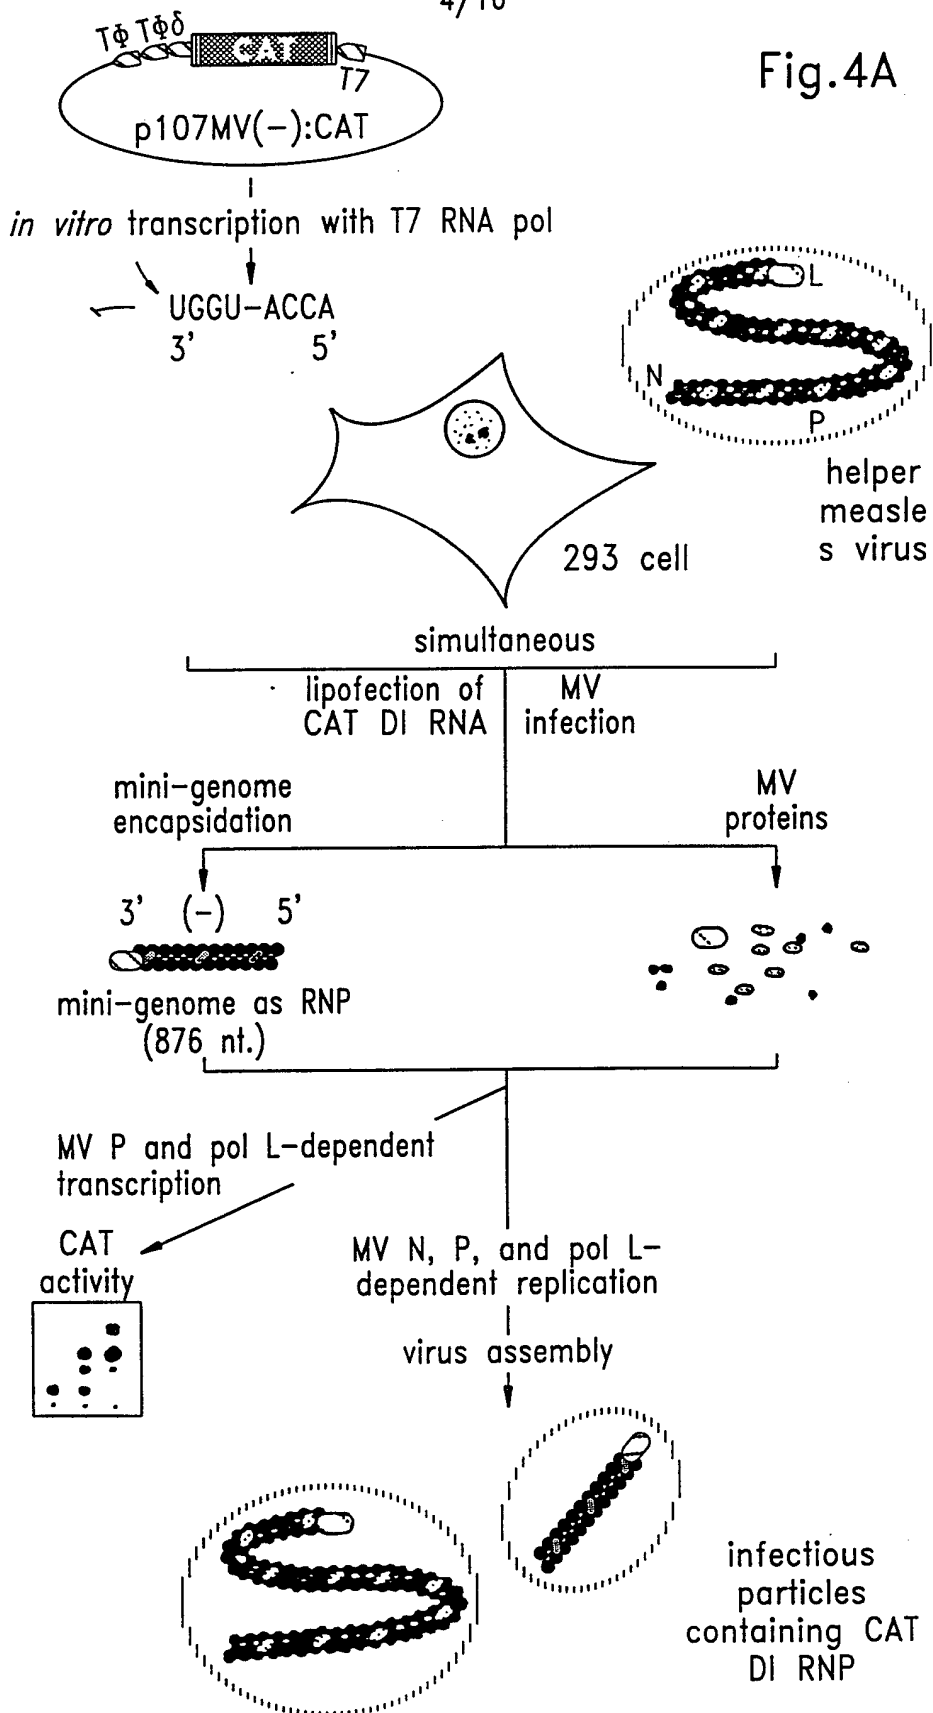 4/16
TΦ TΦδ
CAT
T7
Fig.4A
p107MV(-):CAT
in vitro transcription with T7 RNA pol
UGGU-ACCA
3' 5'
L
N
P
helper
measle
s virus
293 cell
simultaneous
lipofection of
CAT DI RNA
MV
infection
mini-genome
encapsidation
MV
proteins
3' (-) 5'
mini-genome as RNP
(876 nt.)
MV P and pol L-dependent
transcription
CAT
activity
MV N, P, and pol L-
dependent replication
virus assembly
infectious
particles
containing CAT
DI RNP